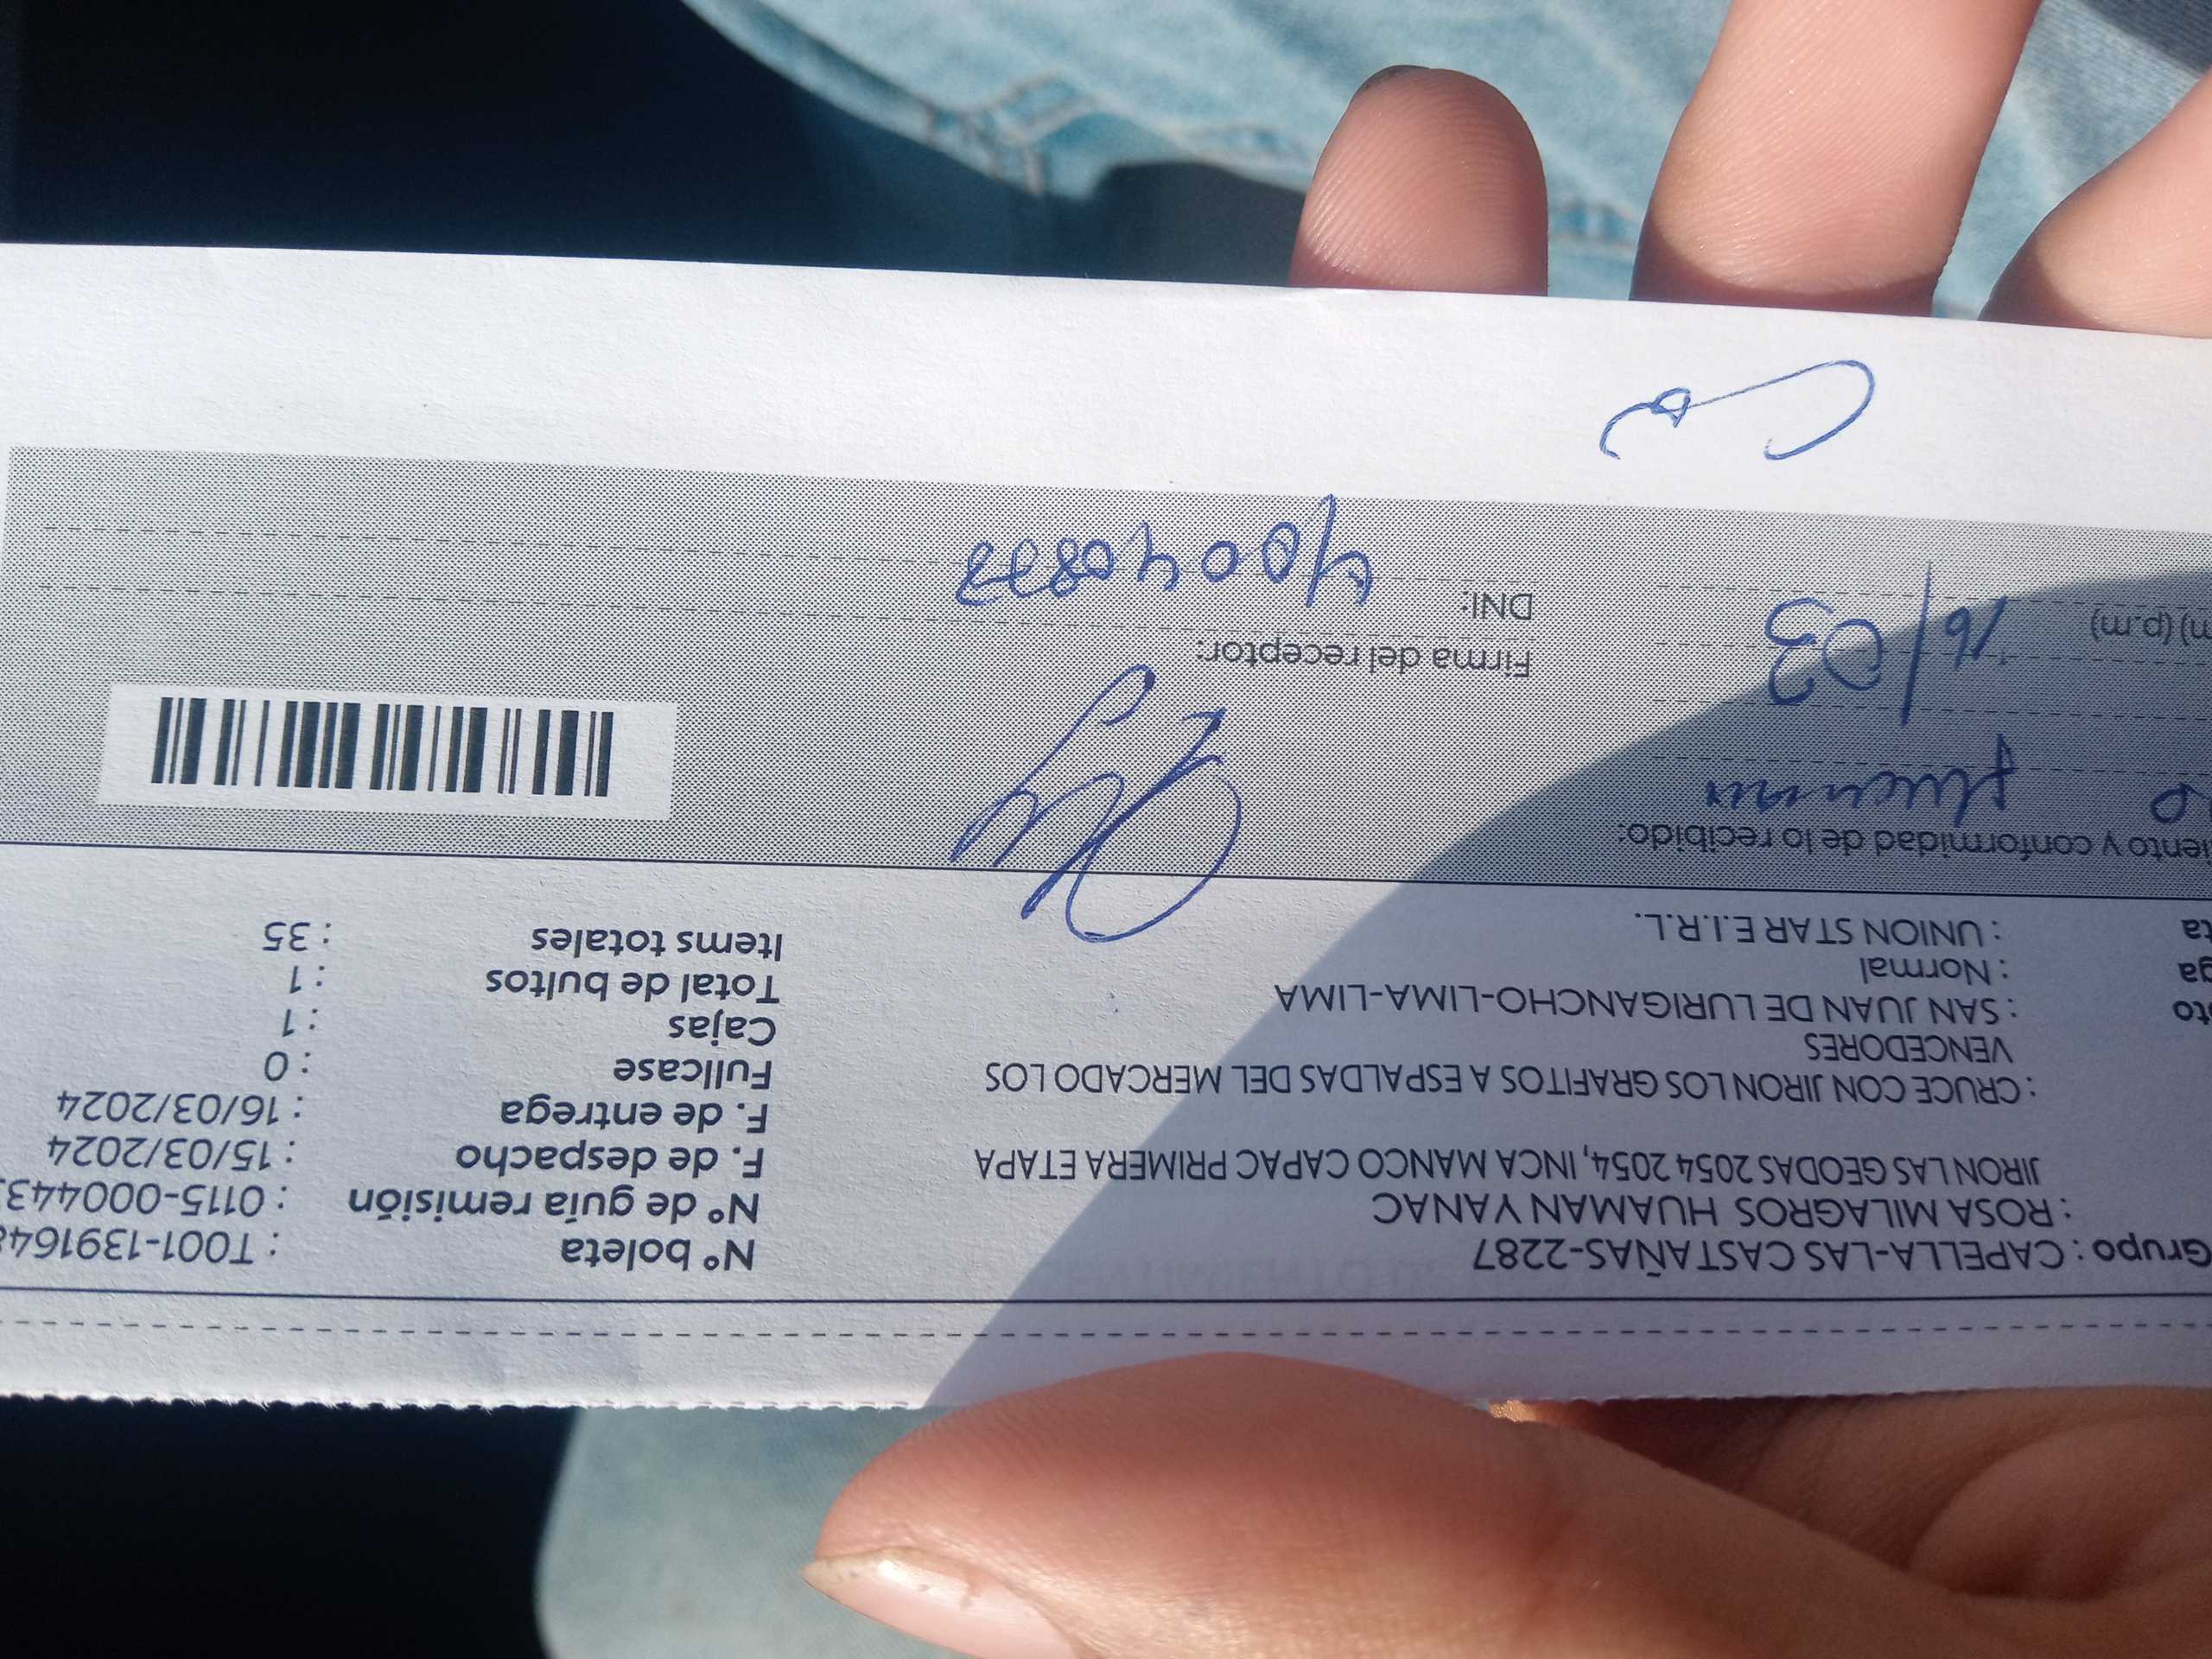 Grupo : CAPELLA-LAS CASTAÑAS-2287
: ROSA MILAGROS HUAMAN YANAC
JIRON LAS GEODAS 2054 2054, INCA MANCO CAPAC PRIMERA ETAPA
: CRUCE CON JIRON LOS GRAFITOS A ESPALDAS DEL MERCADO LOS
VENCEDORES
: SAN JUAN DE LURIGANCHO-LIMA-LIMA
: Normal
: UNION STAR E.I.R.L.
N° boleta : T001-139164
N° de guía remisión : 0115-000443
F. de despacho : 15/03/2024
F. de entrega : 16/03/2024
Fullcase : 0
Cajas : 1
Total de bultos : 1
Items totales : 35
y conformidad de lo recibido:
16/03
(p.m)
Firma del receptor:
DNI: